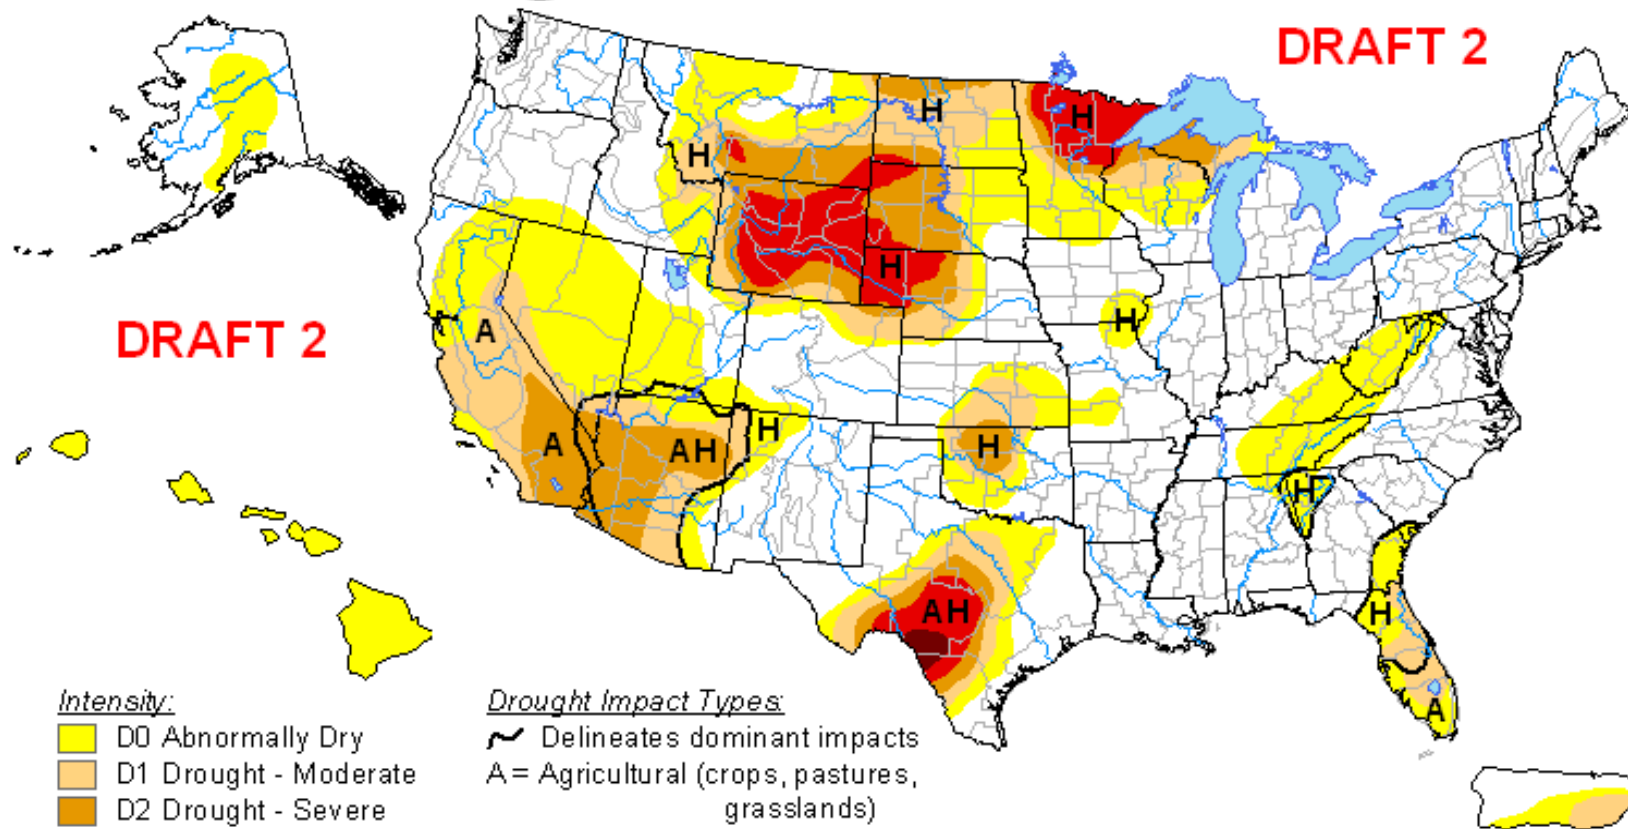 DRAFT 2
H
H
H
H
A
H
A
AH
H
H
H
AH
H
A
DRAFT 2
Intensity:
D0 Abnormally Dry
D1 Drought - Moderate
D2 Drought - Severe
Drought Impact Types:
Delineates dominant impacts
A = Agricultural (crops, pastures,
grasslands)